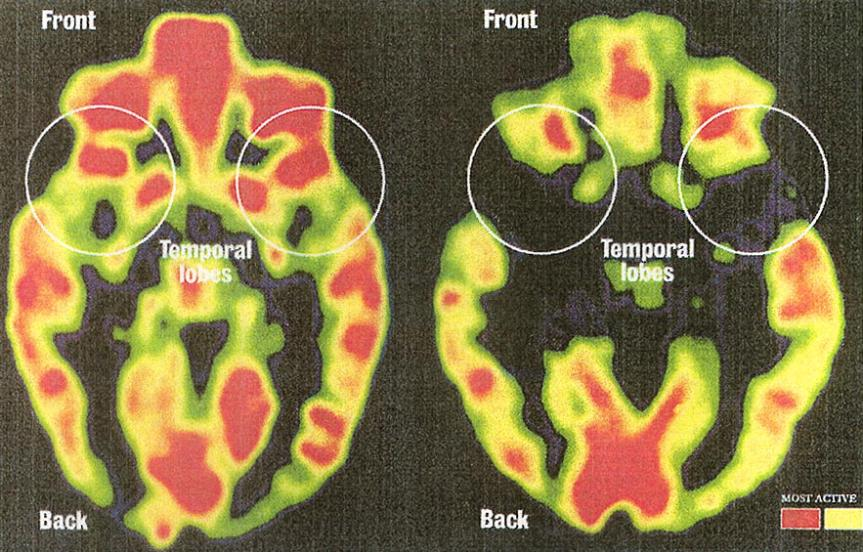 Front
Front
Temporal
lobes
Temporal
lobes
Back
Back
MOST ACTIVE